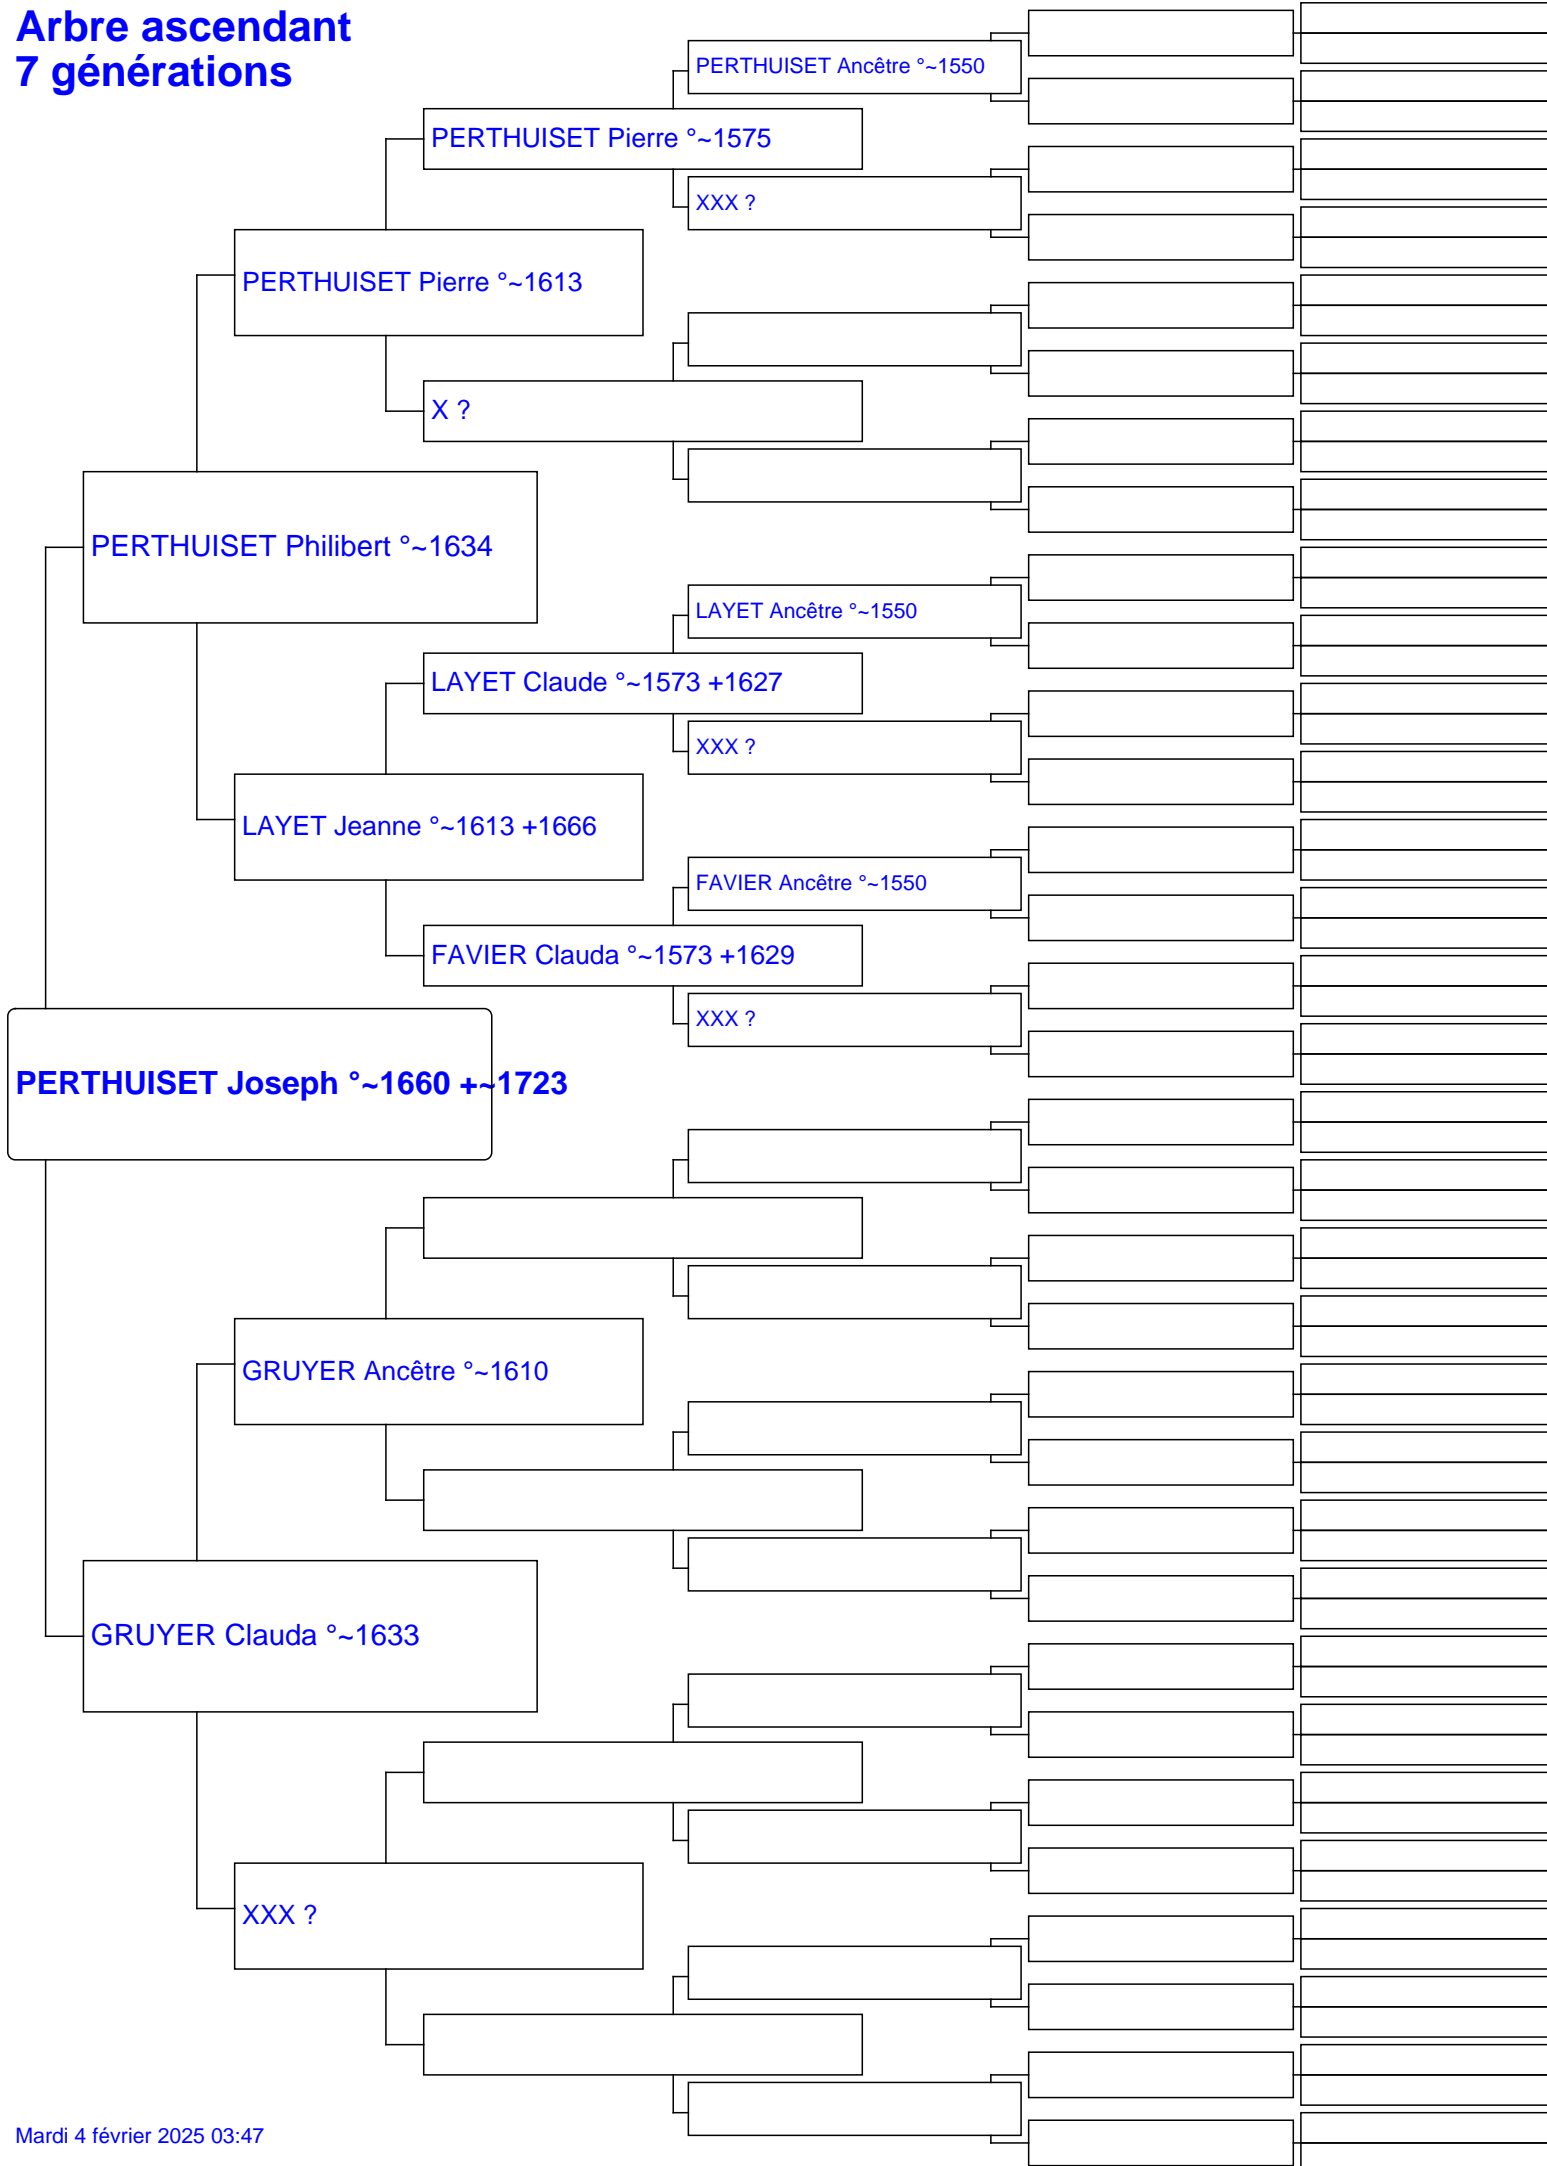 Arbre ascendant
7 générations
PERTHUISET Ancêtre °~1550
PERTHUISET Pierre °~1575
XXX ?
PERTHUISET Pierre °~1613
X ?
PERTHUISET Philibert °~1634
LAYET Ancêtre °~1550
LAYET Claude °~1573 +1627
XXX ?
LAYET Jeanne °~1613 +1666
FAVIER Ancêtre °~1550
FAVIER Clauda °~1573 +1629
XXX ?
PERTHUISET Joseph °~1660 +~1723
GRUYER Ancêtre °~1610
GRUYER Clauda °~1633
XXX ?
Mardi 4 février 2025 03:47